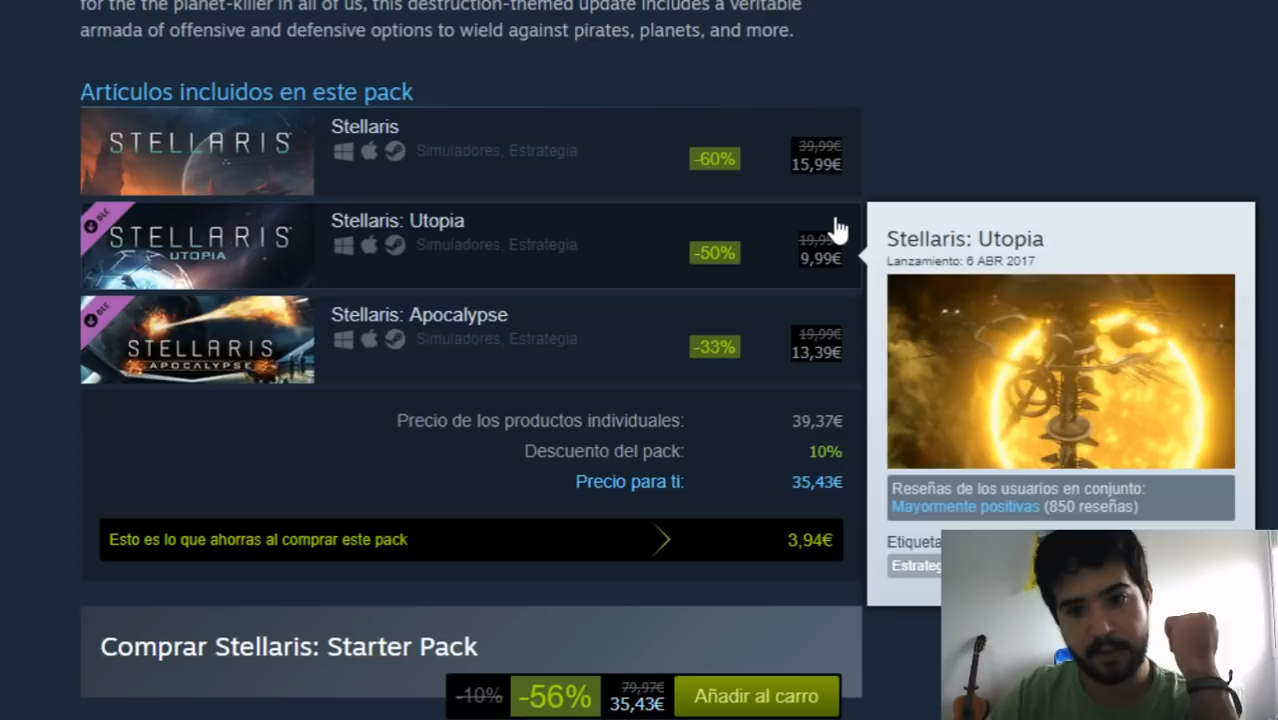 for the the planet-killer in all of us, this destruction-themed update includes a veritable
armada of offensive and defensive options to wield against pirates, planets, and more.
Artículos incluidos en este pack
STELLARIS
Stellaris
Simuladores, Estrategia
-60%
39,99€
15,99€
DLC
STELLARIS
UTOPIA
Stellaris: Utopia
Simuladores, Estrategia
-50%
9,99€
DLC
STELLARIS
APOCALYPSE
Stellaris: Apocalypse
Simuladores, Estrategia
-33%
19,99€
13,39€
Precio de los productos individuales: 39,37€
Descuento del pack: 10%
Precio para ti: 35,43€
Esto es lo que ahorras al comprar este pack 3,94€
Comprar Stellaris: Starter Pack
-10% -56% 79,97€
35,43€
Añadir al carro
Stellaris: Utopia
Lanzamiento: 6 ABR 2017
Reseñas de los usuarios en conjunto:
Mayormente positivas (850 reseñas)
Etiqueta
Estrateg